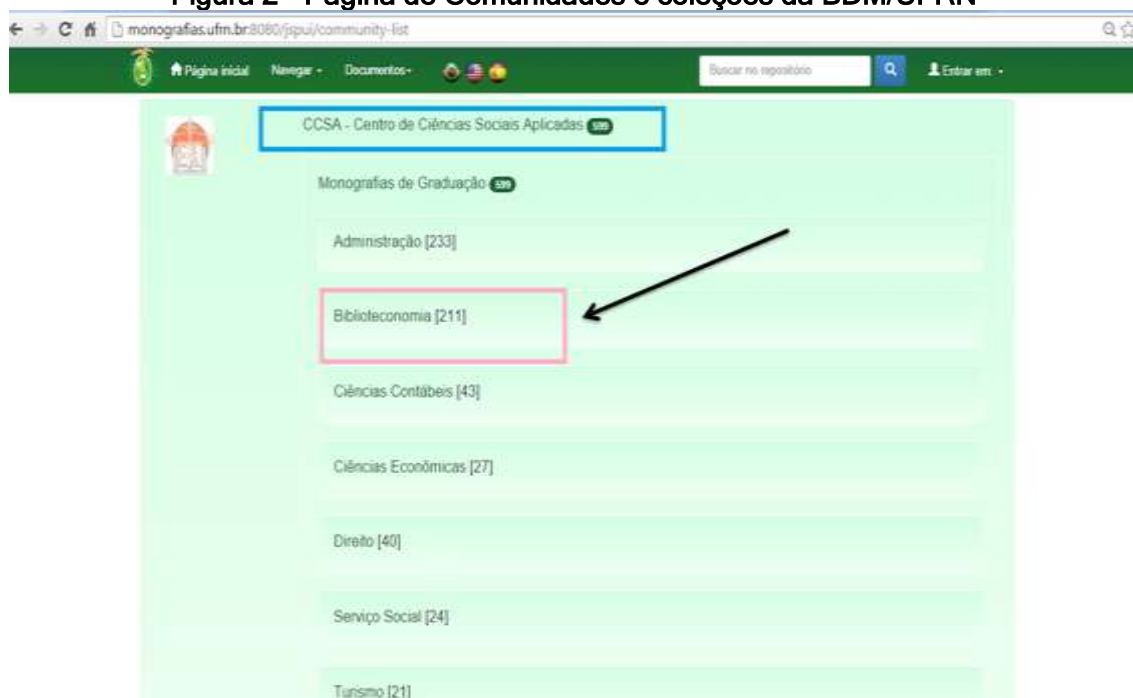 Figura 2 - Página de Comunidades e coleções da BDM/UFRN
monografias.ufrn.br:8080/jspui/community-list
Página inicial Navegar Documentos Buscar no repositório Entrar em:
CCSA - Centro de Ciências Sociais Aplicadas 599
Monografias de Graduação 599
Administração [233]
Biblioteconomia [211]
Ciências Contábeis [43]
Ciências Econômicas [27]
Direito [40]
Serviço Social [24]
Turismo [21]